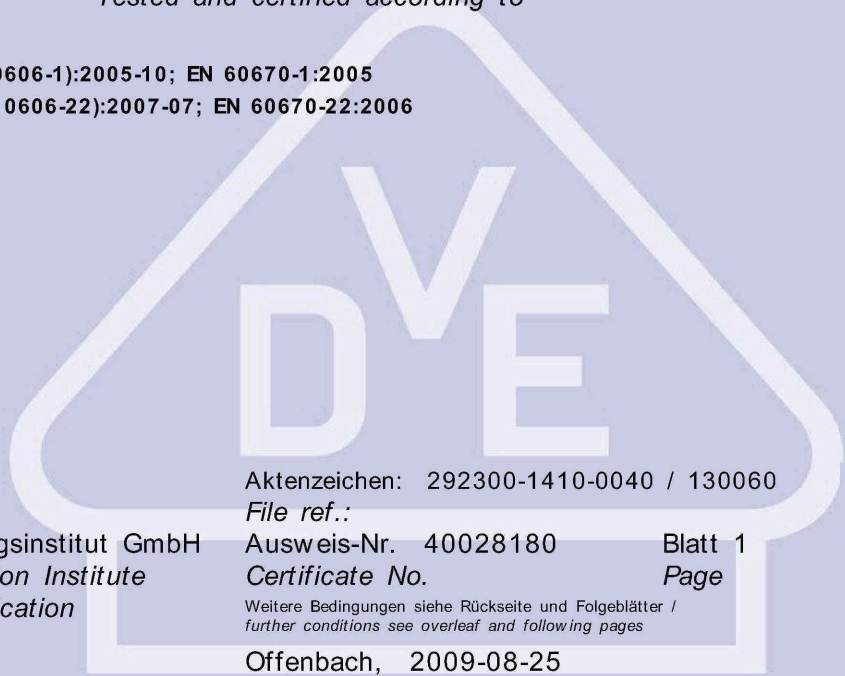 Tested and certified according to
0606-1):2005-10; EN 60670-1:2005
0606-22):2007-07; EN 60670-22:2006
VDE
Aktenzeichen: 292300-1410-0040 / 130060
File ref.:
gsinstitut GmbH Ausweis-Nr. 40028180 Blatt 1
on Institute Certificate No. Page
cation
Weitere Bedingungen siehe Rückseite und Folgeblätter /
further conditions see overleaf and following pages
Offenbach, 2009-08-25